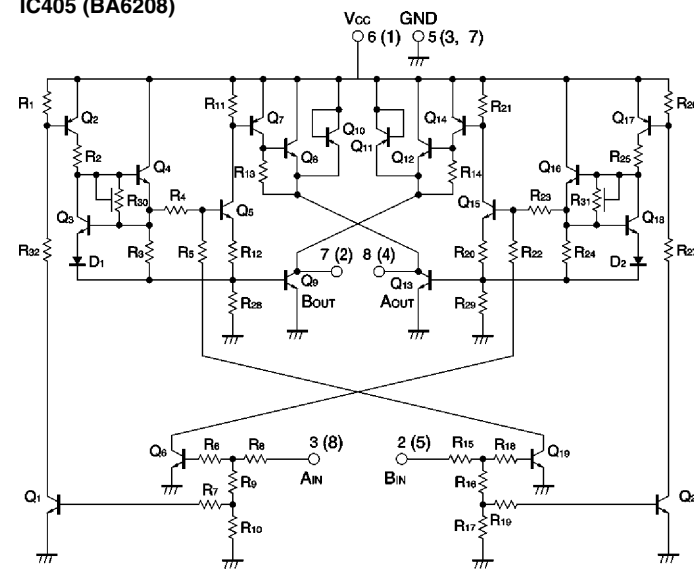 IC405 (BA6208)
VCC GND
6 (1) 5 (3, 7)
R1 Q2 R11 Q7 Q10 Q14 R21 Q17
R2 Q4 Q8 Q11 Q12 Q16 R25
R13 R14
R30 R4 Q15 R23 R31
Q3 Q5 Q18
R32 R3 R5 R12 7 (2) 8 (4) R20 R22 R24
D1 Q9 Q13 D2
R28 BOUT AOUT R29
Q6 R6 R8 3 (8) 2 (5) R15 R18 Q19
R9 AIN BIN R16
Q1 R7
R10 R17 R19